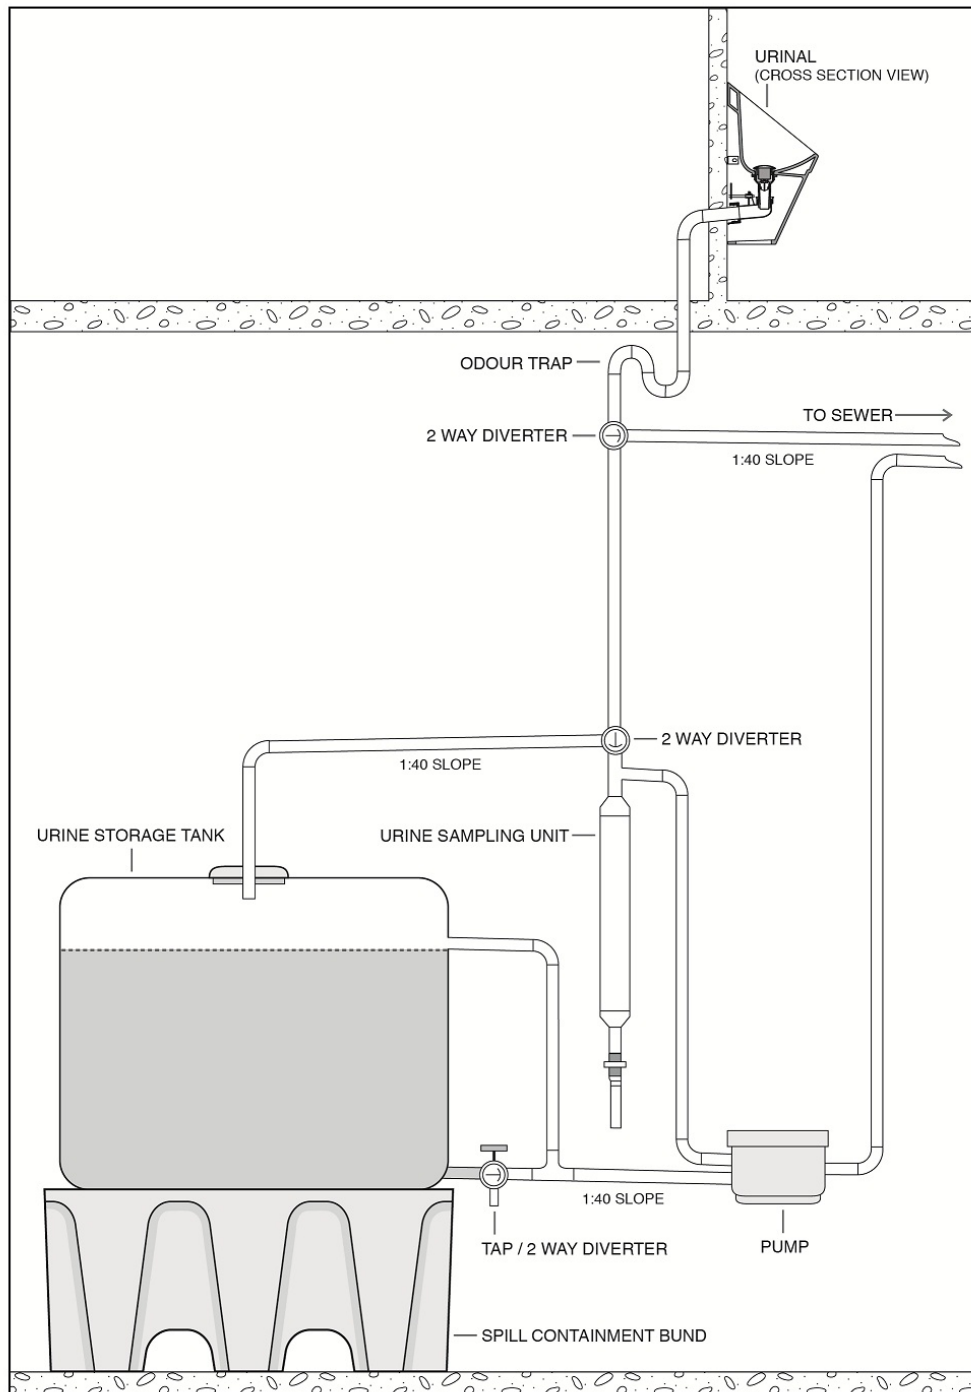 URINAL
(CROSS SECTION VIEW)
ODOUR TRAP
TO SEWER
2 WAY DIVERTER
1:40 SLOPE
2 WAY DIVERTER
1:40 SLOPE
URINE STORAGE TANK
URINE SAMPLING UNIT
1:40 SLOPE
TAP / 2 WAY DIVERTER
PUMP
SPILL CONTAINMENT BUND